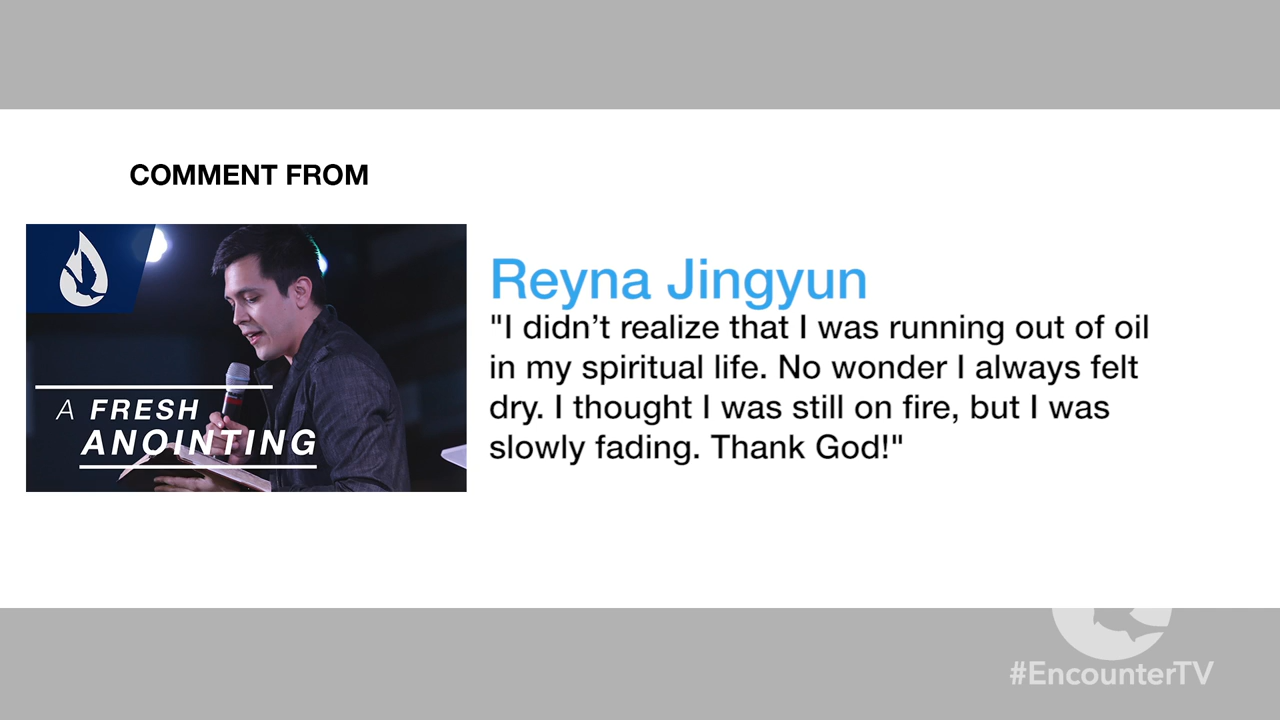 COMMENT FROM
A FRESH
ANOINTING
Reyna Jingyun
"I didn’t realize that I was running out of oil
in my spiritual life. No wonder I always felt
dry. I thought I was still on fire, but I was
slowly fading. Thank God!"
#EncounterTV